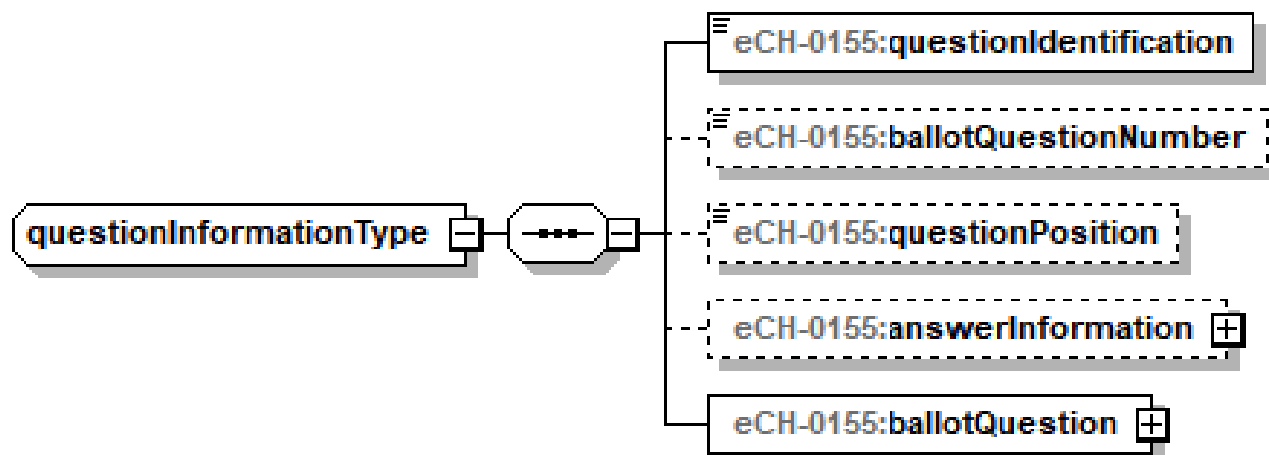 eCH-0155:questionIdentification
eCH-0155:ballotQuestionNumber
questionInformationType
eCH-0155:questionPosition
eCH-0155:answerInformation
eCH-0155:ballotQuestion